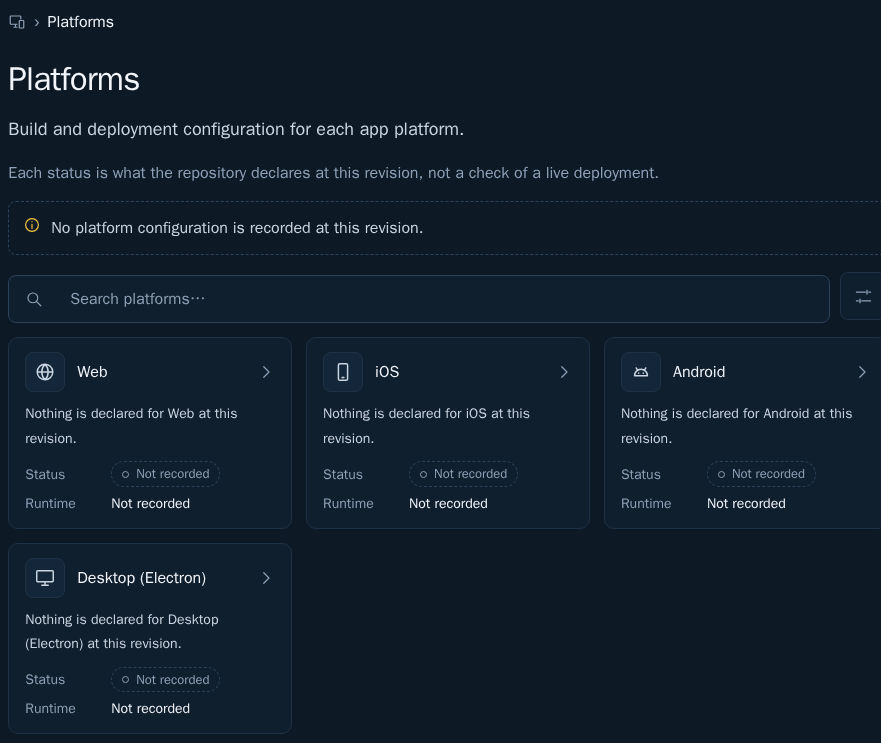 Platforms
Platforms
Build and deployment configuration for each app platform.
Each status is what the repository declares at this revision, not a check of a live deployment.
No platform configuration is recorded at this revision.
Search platforms···
Web
Nothing is declared for Web at this
revision.
Status Not recorded
Runtime Not recorded
iOS
Nothing is declared for iOS at this
revision.
Status Not recorded
Runtime Not recorded
Android
Nothing is declared for Android at this
revision.
Status Not recorded
Runtime Not recorded
Desktop (Electron)
Nothing is declared for Desktop
(Electron) at this revision.
Status Not recorded
Runtime Not recorded